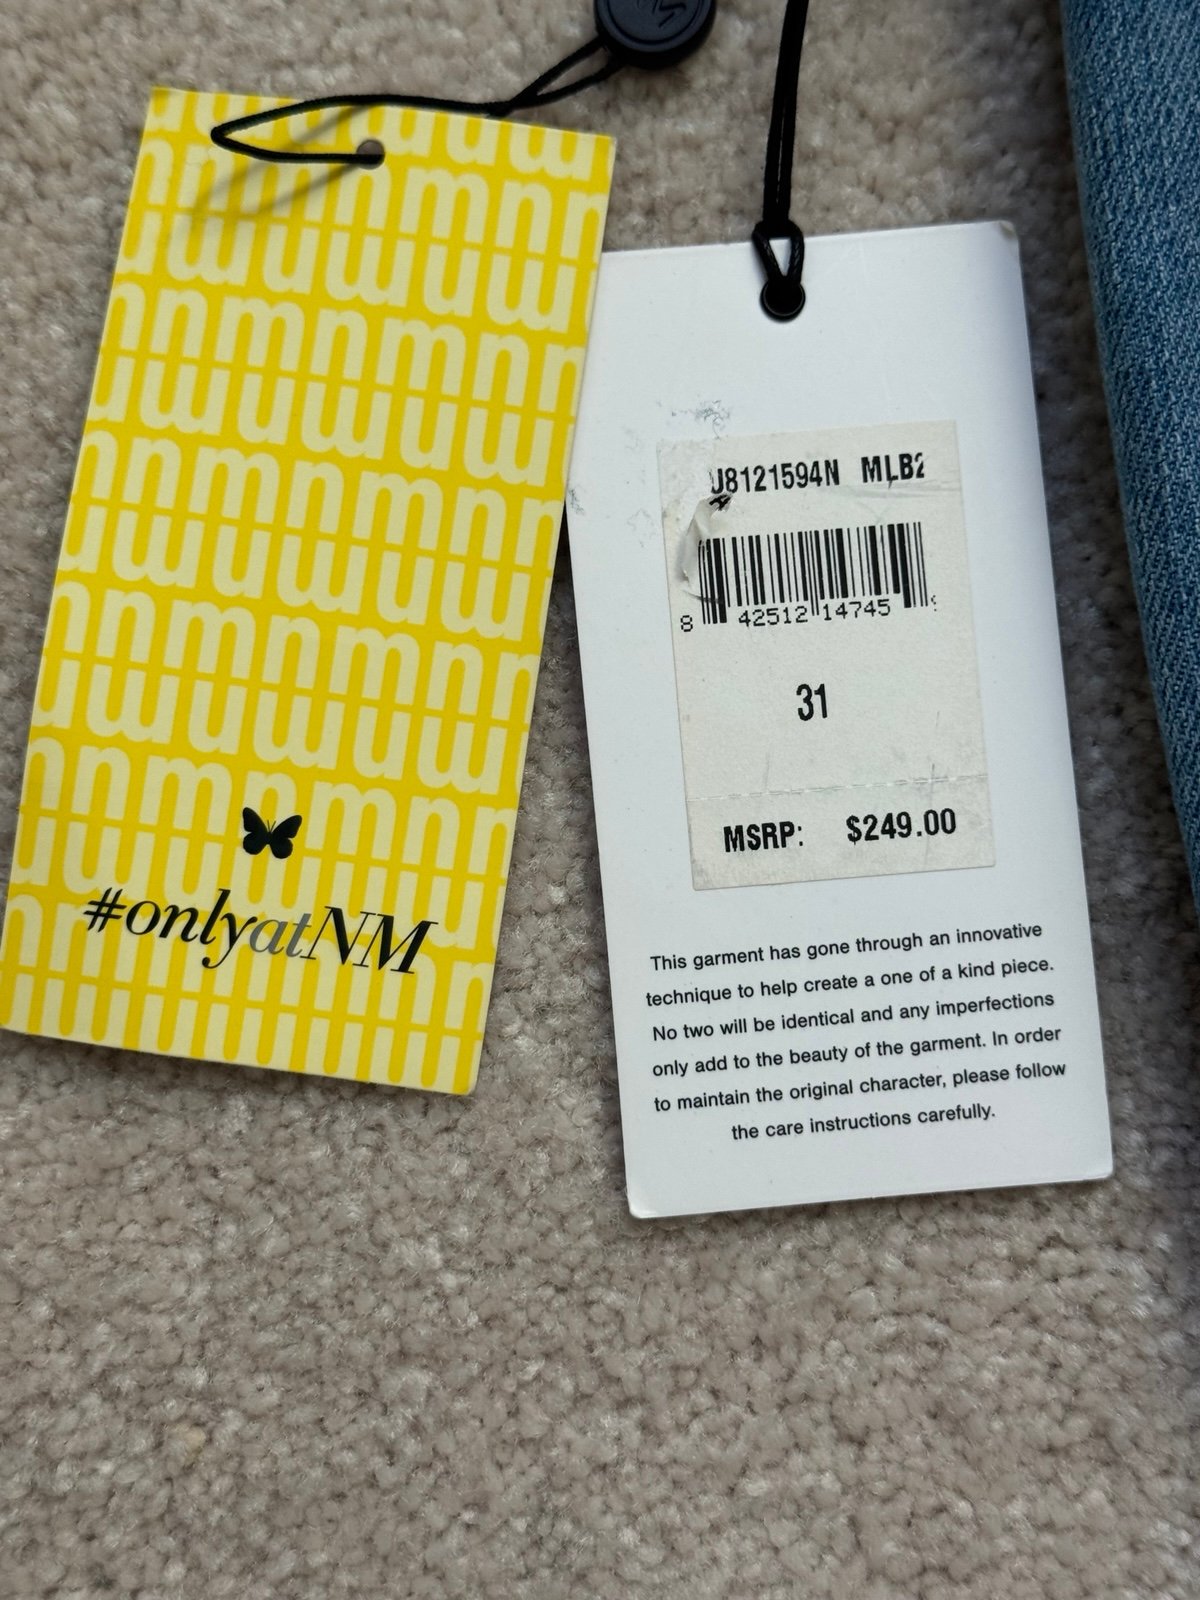 #onlyatNM
U8121594N MLB2
8 42512 14745
31
MSRP: $249.00
This garment has gone through an innovative
technique to help create a one of a kind piece.
No two will be identical and any imperfections
only add to the beauty of the garment. In order
to maintain the original character, please follow
the care instructions carefully.